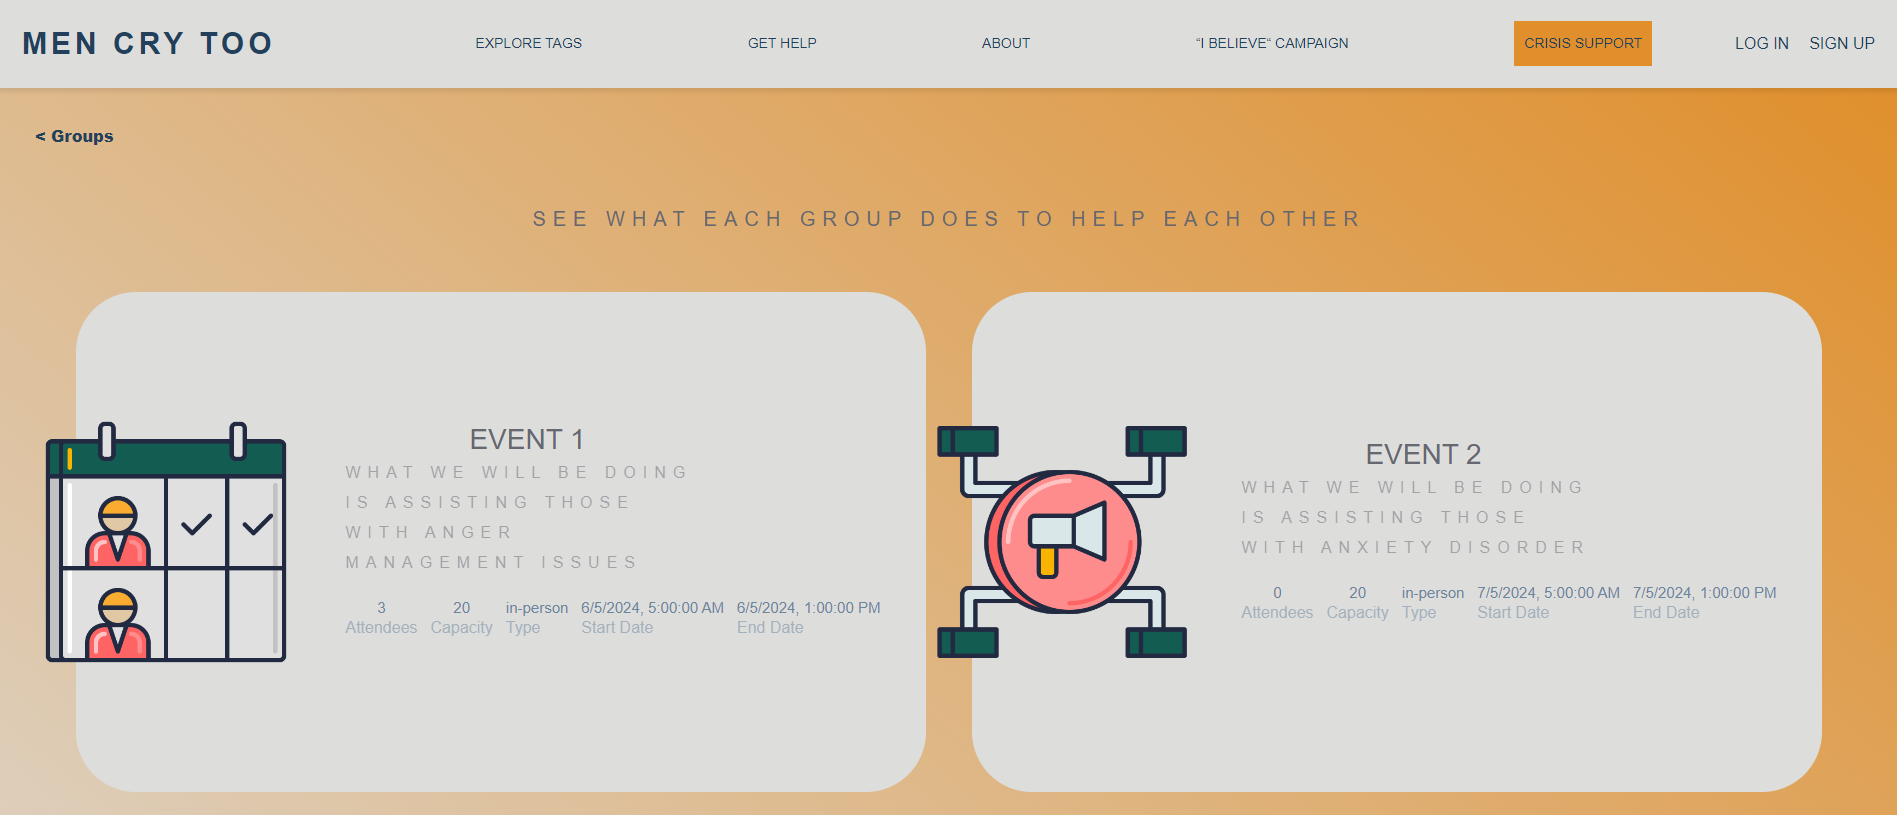 MEN CRY TOO
EXPLORE TAGS
GET HELP
ABOUT
“I BELIEVE“ CAMPAIGN
CRISIS SUPPORT
LOG IN
SIGN UP
< Groups
SEE WHAT EACH GROUP DOES TO HELP EACH OTHER
EVENT 1
WHAT WE WILL BE DOING
IS ASSISTING THOSE
WITH ANGER
MANAGEMENT ISSUES
3 20 in-person 6/5/2024, 5:00:00 AM 6/5/2024, 1:00:00 PM
Attendees Capacity Type Start Date End Date
EVENT 2
WHAT WE WILL BE DOING
IS ASSISTING THOSE
WITH ANXIETY DISORDER
0 20 in-person 7/5/2024, 5:00:00 AM 7/5/2024, 1:00:00 PM
Attendees Capacity Type Start Date End Date